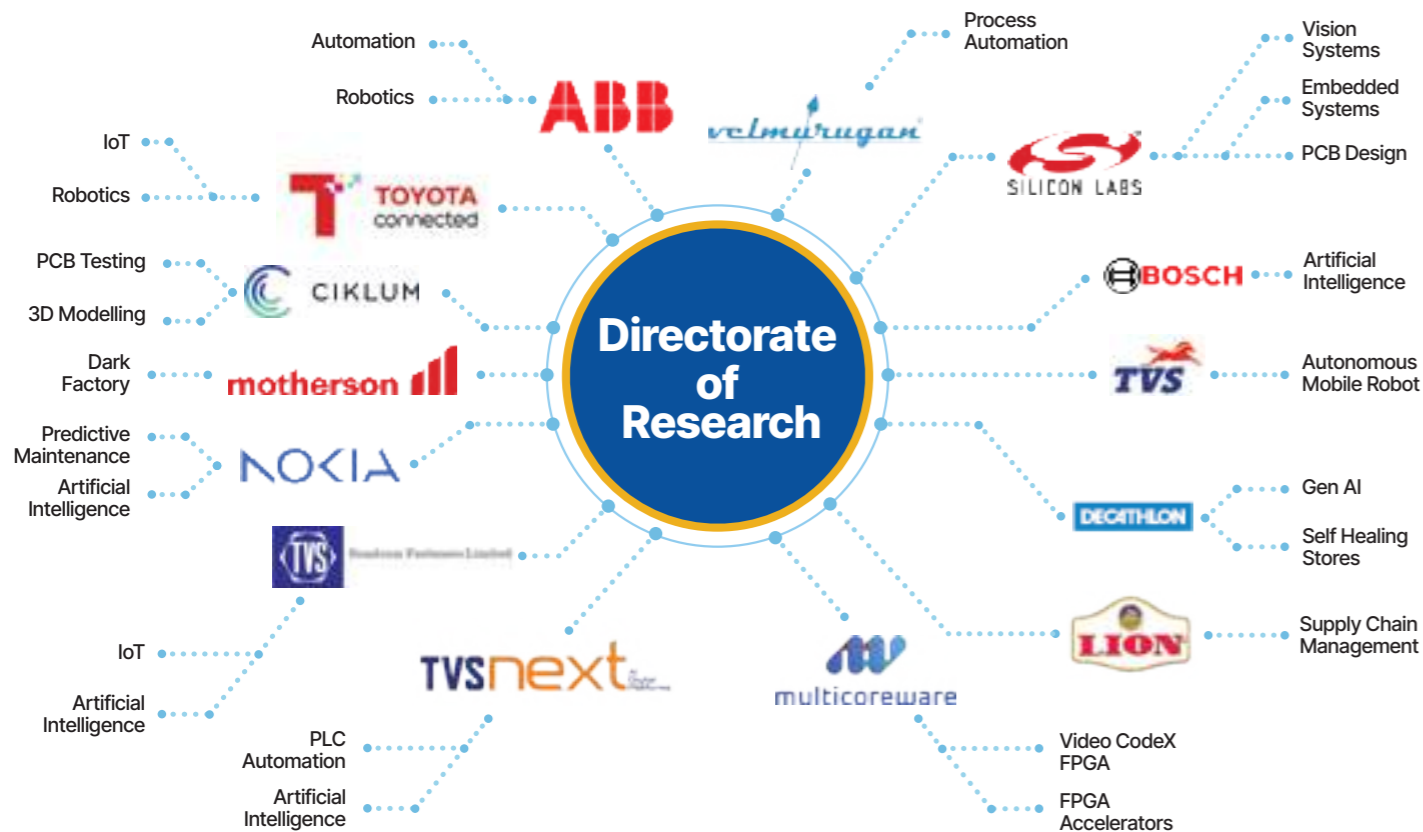 Automation
Robotics
ABB
velmurugan
Process
Automation
Vision
Systems
Embedded
Systems
PCB Design
SILICON LABS
IoT
Robotics
TOYOTA
connected
PCB Testing
3D Modelling
CIKLUM
Directorate
of
Research
BOSCH
Artificial
Intelligence
Dark
Factory
motherson
TVS
Autonomous
Mobile Robot
Predictive
Maintenance
Artificial
Intelligence
NOKIA
DECATHLON
Gen AI
Self Healing
Stores
TVS
Sundram Fasteners Limited
LION
Supply Chain
Management
IoT
Artificial
Intelligence
TVSnext
multicoreware
PLC
Automation
Artificial
Intelligence
Video CodeX
FPGA
FPGA
Accelerators